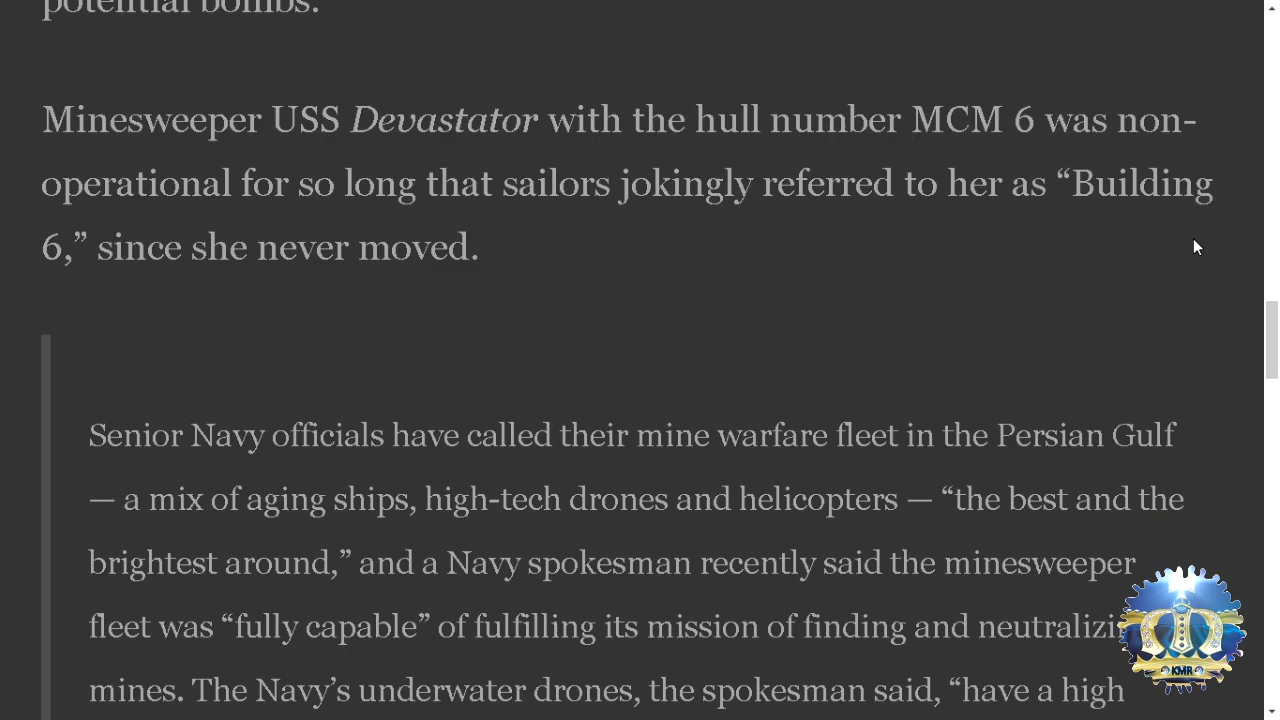 potential bombs.
Minesweeper USS Devastator with the hull number MCM 6 was non-
operational for so long that sailors jokingly referred to her as “Building
6,” since she never moved.
Senior Navy officials have called their mine warfare fleet in the Persian Gulf
— a mix of aging ships, high-tech drones and helicopters — “the best and the
brightest around,” and a Navy spokesman recently said the minesweeper
fleet was “fully capable” of fulfilling its mission of finding and neutralizi
mines. The Navy’s underwater drones, the spokesman said, “have a high
KMR